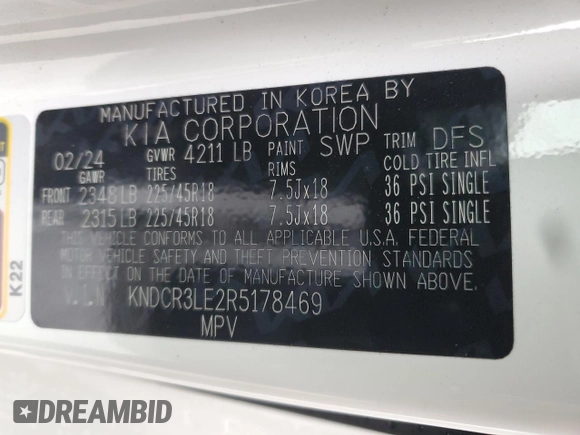 MANUFACTURED IN KOREA BY
KIA CORPORATION
02/24 GVWR 4211 LB PAINT SWP TRIM DFS
GAWR TIRES RIMS COLD TIRE INFL
FRONT 2348 LB 225/45R18 7.5Jx18 36 PSI SINGLE
REAR 2315 LB 225/45R18 7.5Jx18 36 PSI SINGLE
THIS VEHICLE CONFORMS TO ALL APPLICABLE U.S.A. FEDERAL
MOTOR VEHICLE SAFETY AND THEFT PREVENTION STANDARDS
IN EFFECT ON THE DATE OF MANUFACTURE SHOWN ABOVE
V.I.N KNDCR3LE2R5178469
MPV
K22
DREAMBID